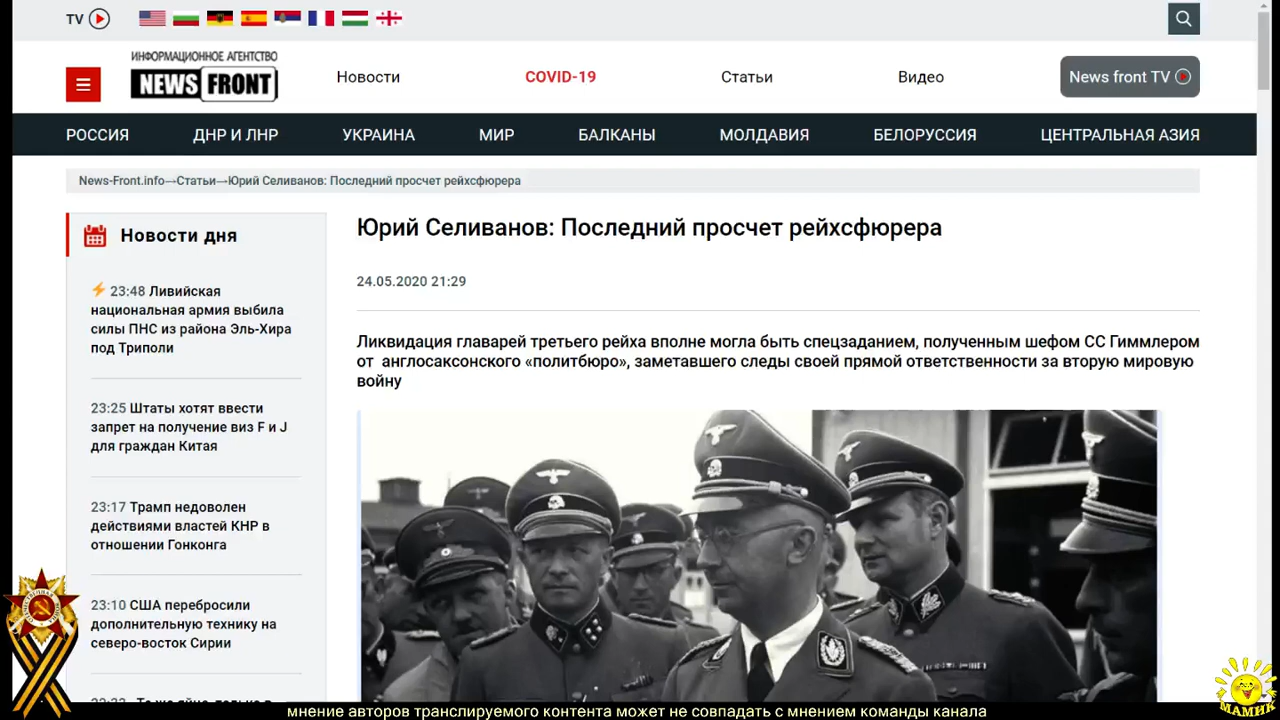 TV
ИНФОРМАЦИОННОЕ АГЕНТСТВО
NEWS FRONT
Новости
COVID-19
Статьи
Видео
News front TV
РОССИЯ
ДНР И ЛНР
УКРАИНА
МИР
БАЛКАНЫ
МОЛДАВИЯ
БЕЛОРУССИЯ
ЦЕНТРАЛЬНАЯ АЗИЯ
News-Front.info→Статьи→Юрий Селиванов: Последний просчет рейхсфюрера
Новости дня
23:48 Ливийская
национальная армия выбила
силы ПНС из района Эль-Хира
под Триполи
23:25 Штаты хотят ввести
запрет на получение виз F и J
для граждан Китая
23:17 Трамп недоволен
действиями властей КНР в
отношении Гонконга
23:10 США перебросили
дополнительную технику на
северо-восток Сирии
Юрий Селиванов: Последний просчет рейхсфюрера
24.05.2020 21:29
Ликвидация главарей третьего рейха вполне могла быть спецзаданием, полученным шефом СС Гиммлером
от англосаксонского «политбюро», заметавшего следы своей прямой ответственности за вторую мировую
войну
МАМИК
мнение авторов транслируемого контента может не совпадать с мнением команды канала